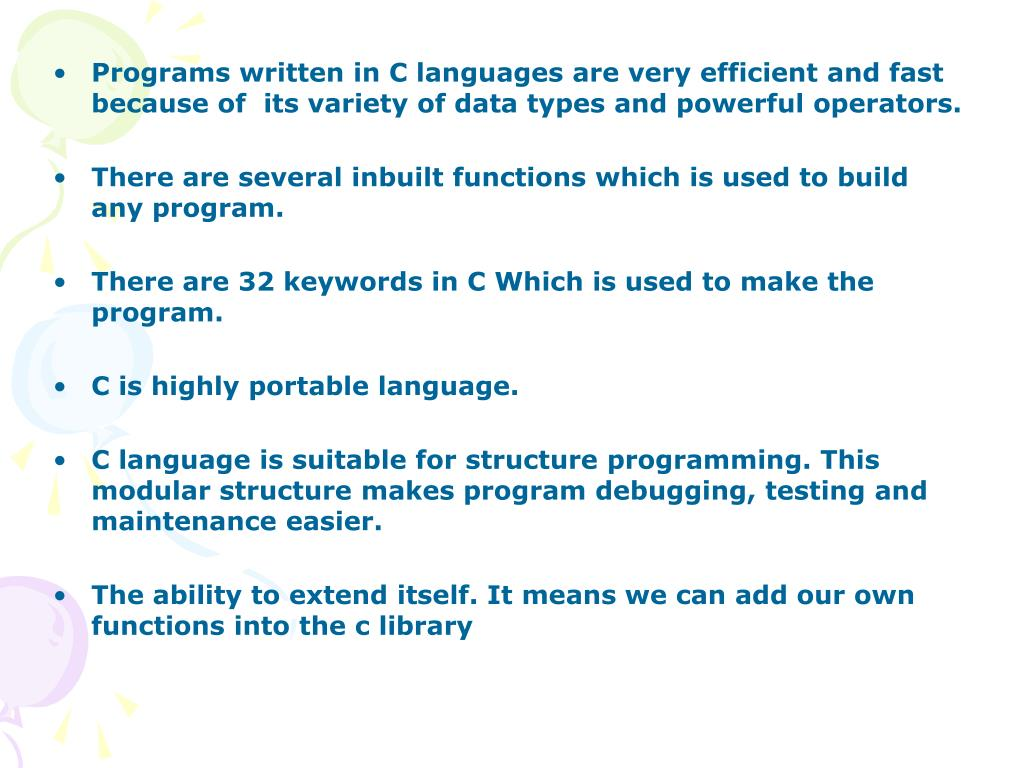 • Programs written in C languages are very efficient and fast
because of  its variety of data types and powerful operators.
• There are several inbuilt functions which is used to build
any program.
• There are 32 keywords in C Which is used to make the
program.
• C is highly portable language.
• C language is suitable for structure programming. This
modular structure makes program debugging, testing and
maintenance easier.
• The ability to extend itself. It means we can add our own
functions into the c library